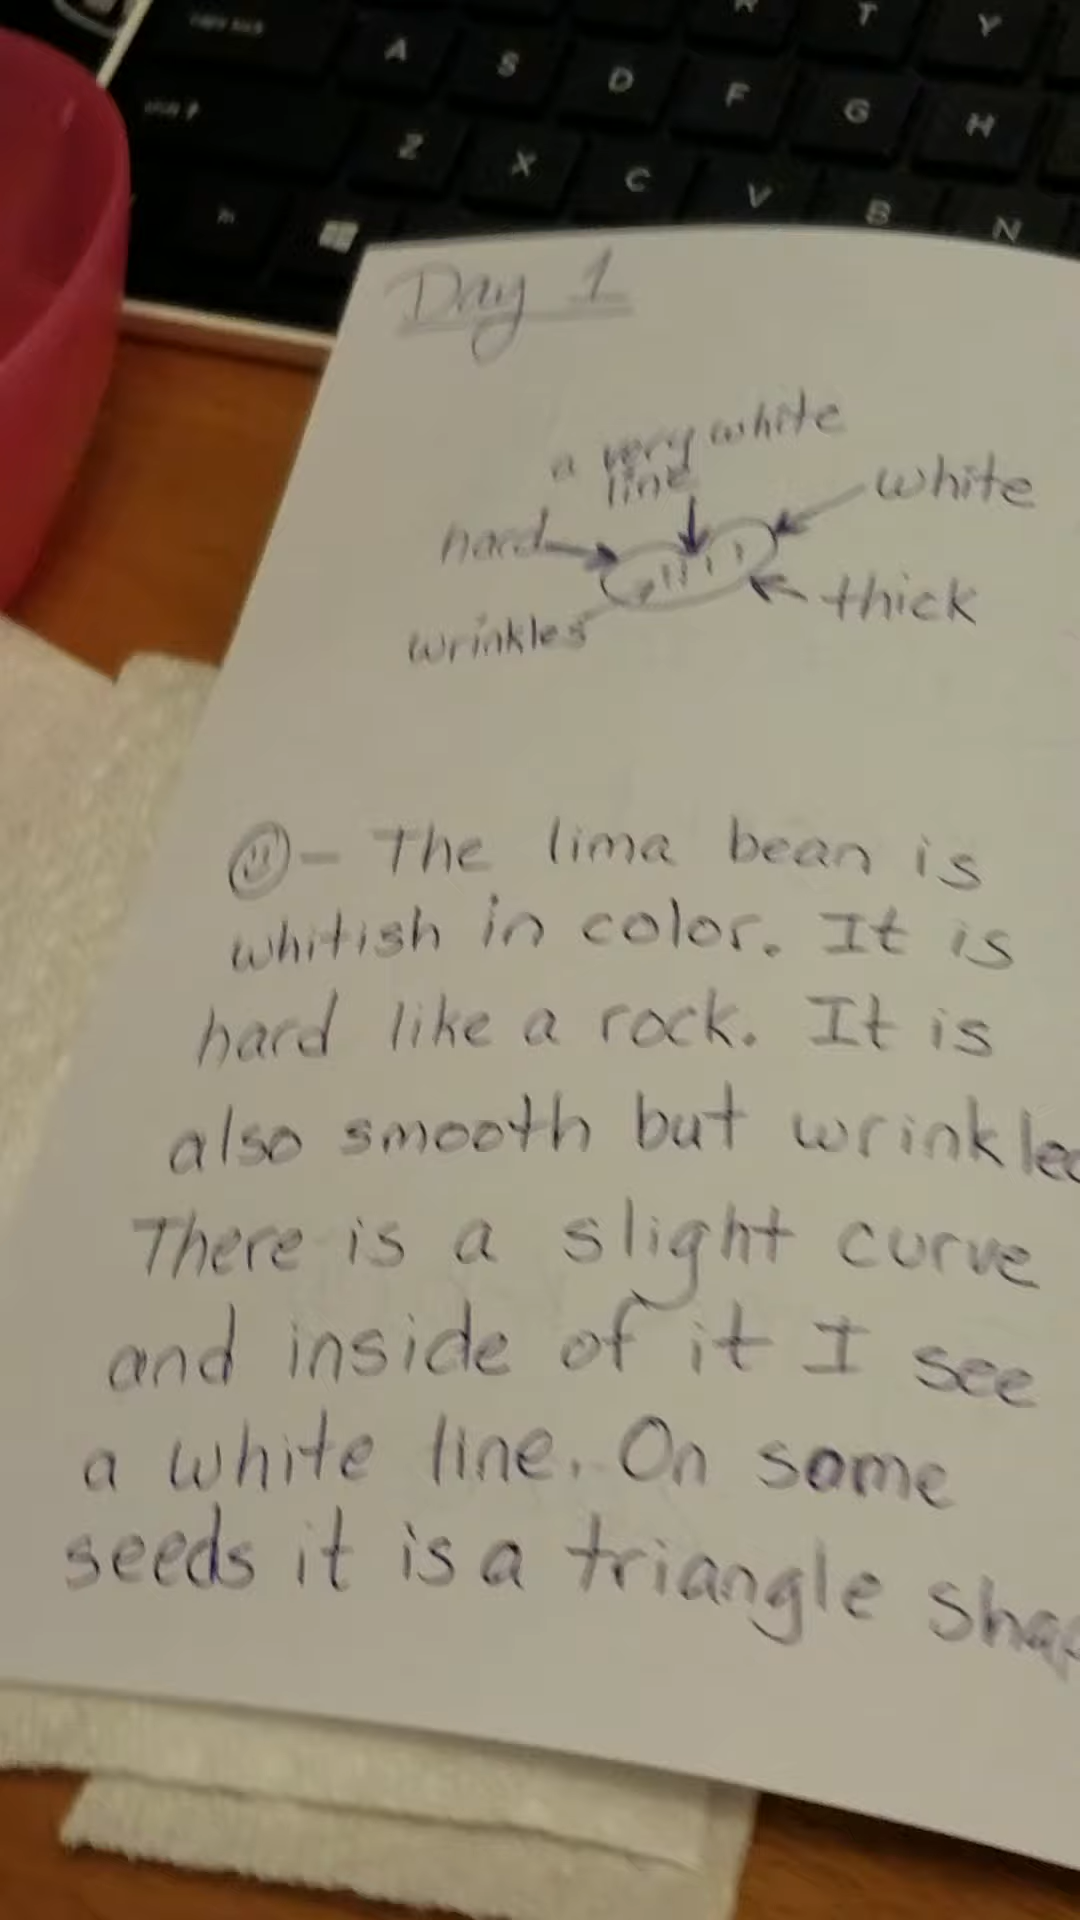 R T Y
A S D F G H
Z X C V B N
Day 1
a very white
line
white
hard
thick
wrinkles
- The lima bean is
whitish in color. It is
hard like a rock. It is
also smooth but wrinkled
There is a slight curve
and inside of it I see
a white line. On some
seeds it is a triangle shap